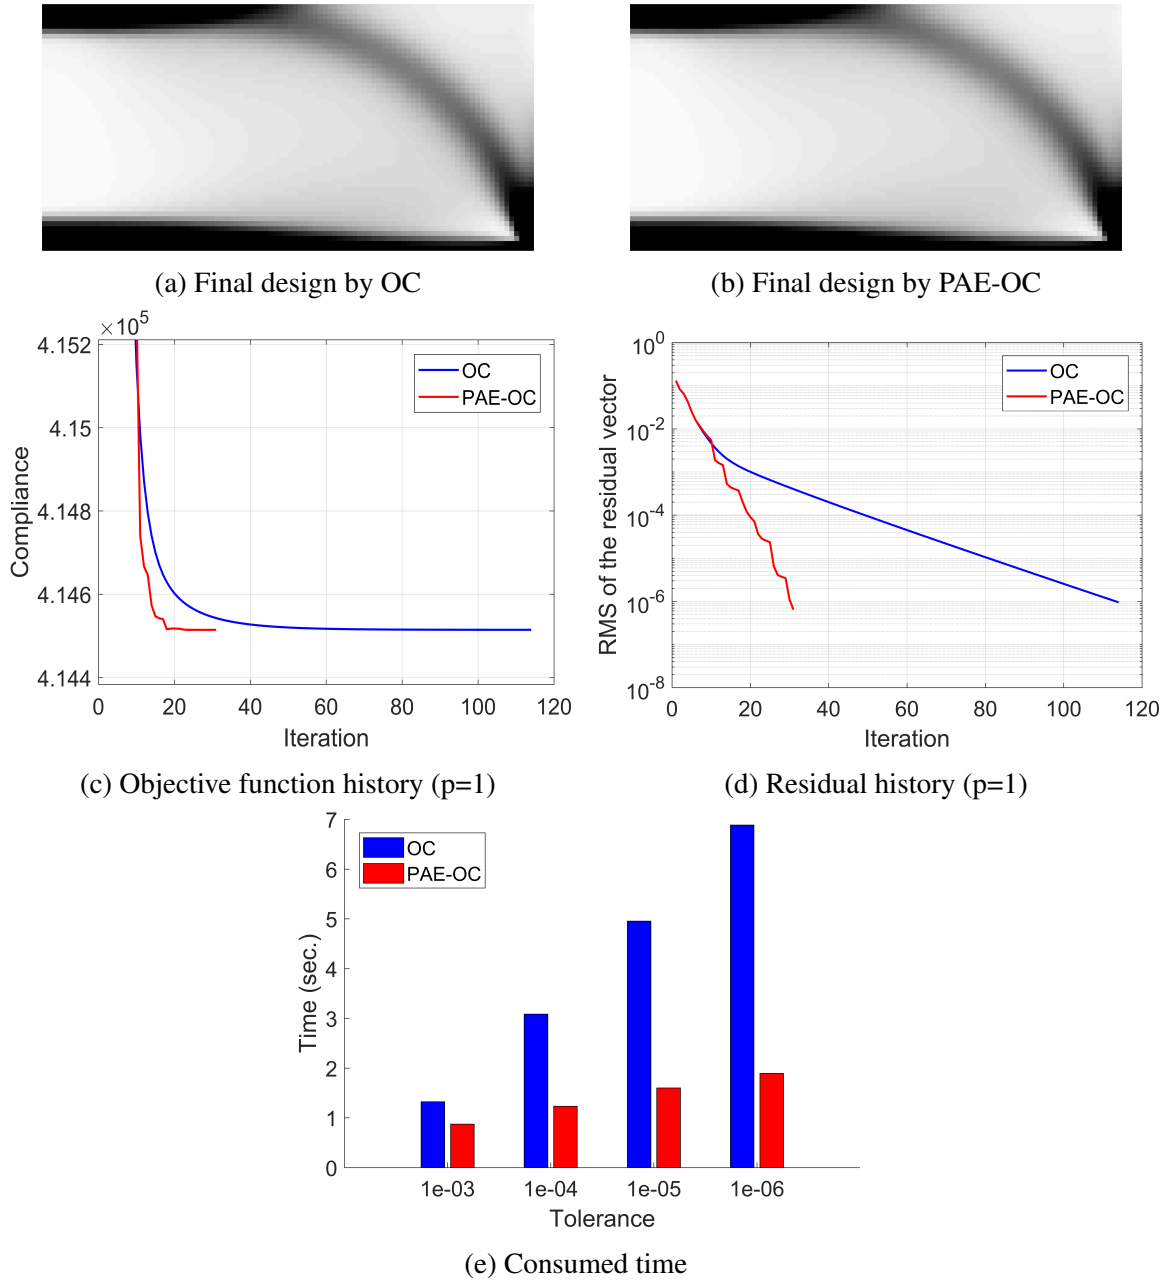 (a) Final design by OC
(b) Final design by PAE-OC
×10⁵
4.152
4.15
4.148
4.146
4.144
Compliance
OC
PAE-OC
0 20 40 60 80 100 120
Iteration
(c) Objective function history (p=1)
10⁰
10⁻²
10⁻⁴
10⁻⁶
10⁻⁸
RMS of the residual vector
OC
PAE-OC
0 20 40 60 80 100 120
Iteration
(d) Residual history (p=1)
7
6
5
4
3
2
1
0
Time (sec.)
OC
PAE-OC
1e-03 1e-04 1e-05 1e-06
Tolerance
(e) Consumed time